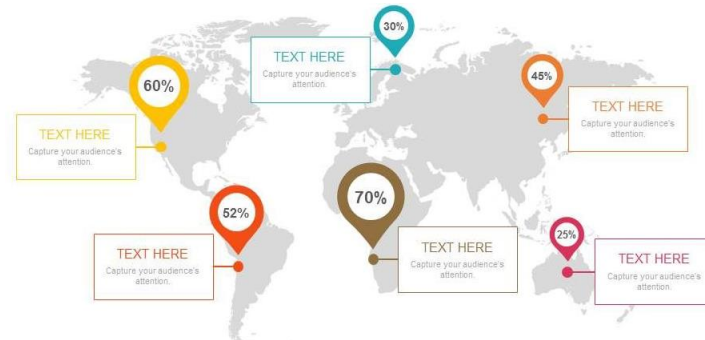 30%
TEXT HERE
Capture your audience's
attention.
60%
45%
TEXT HERE
Capture your audience's
attention.
TEXT HERE
Capture your audience's
attention.
52%
70%
25%
TEXT HERE
Capture your audience's
attention.
TEXT HERE
Capture your audience's
attention.
TEXT HERE
Capture your audience's
attention.